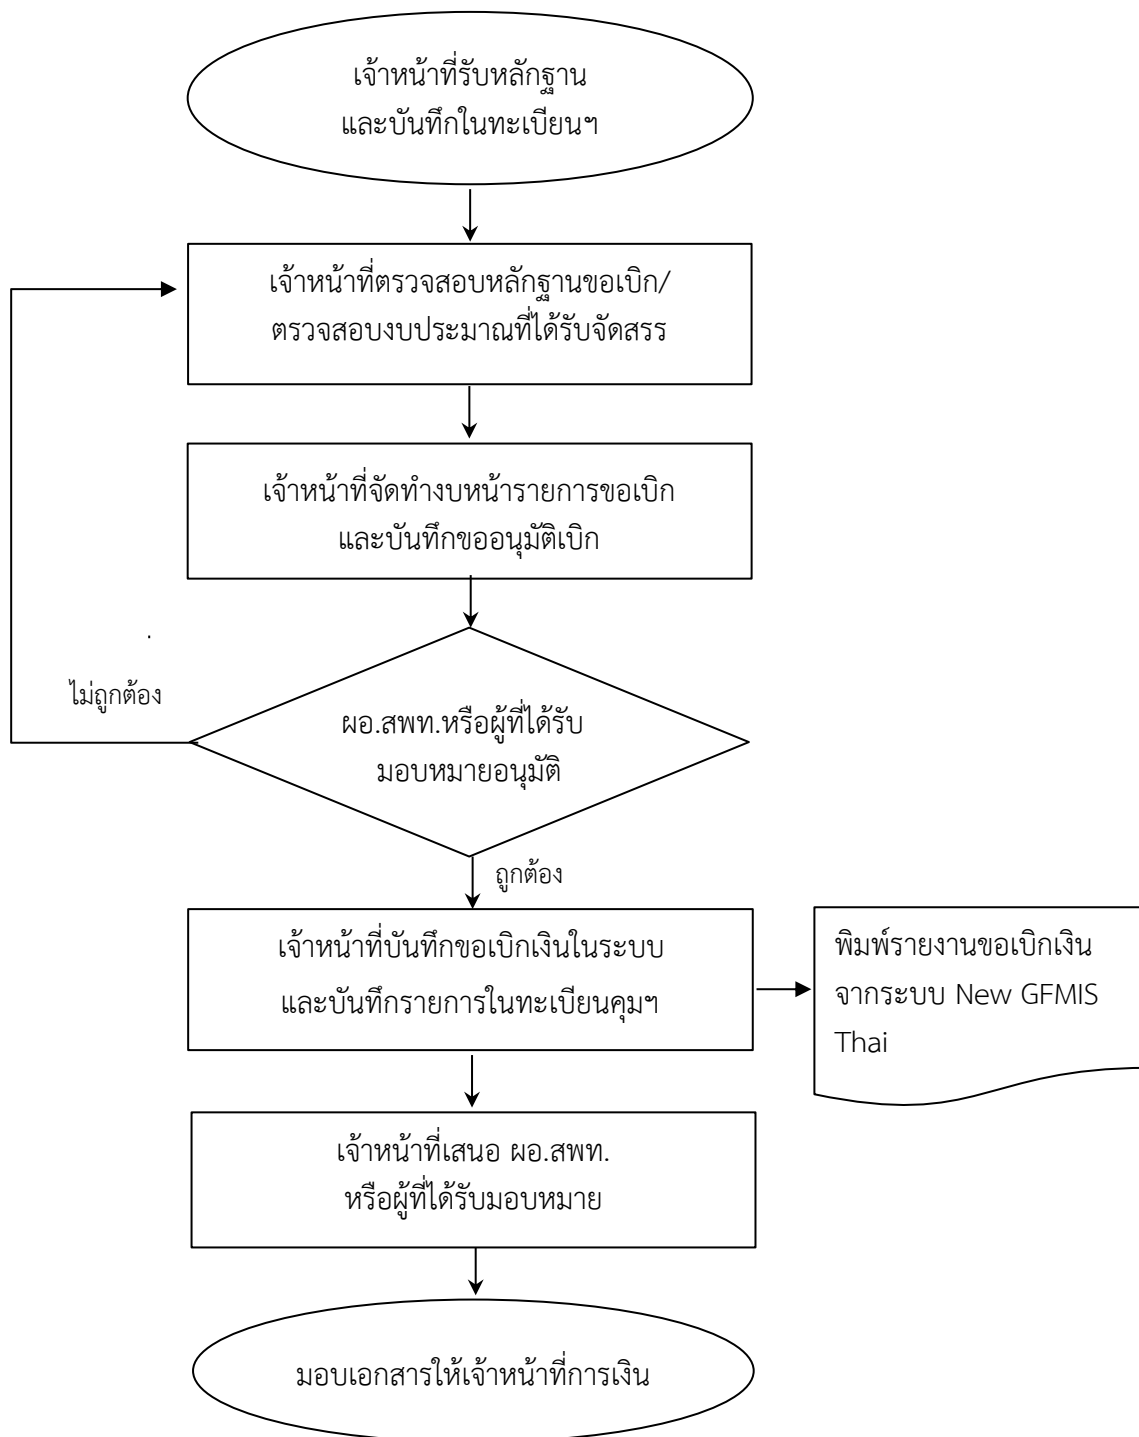 เจ้าหน้าที่รับหลักฐาน
และบันทึกในทะเบียนฯ
เจ้าหน้าที่ตรวจสอบหลักฐานขอเบิก/
ตรวจสอบงบประมาณที่ได้รับจัดสรร
เจ้าหน้าที่จัดทำงบหน้ารายการขอเบิก
และบันทึกขออนุมัติเบิก
.
ไม่ถูกต้อง
ผอ.สพท.หรือผู้ที่ได้รับ
มอบหมายอนุมัติ
ถูกต้อง
เจ้าหน้าที่บันทึกขอเบิกเงินในระบบ
และบันทึกรายการในทะเบียนคุมฯ
พิมพ์รายงานขอเบิกเงิน
จากระบบ New GFMIS
Thai
เจ้าหน้าที่เสนอ ผอ.สพท.
หรือผู้ที่ได้รับมอบหมาย
มอบเอกสารให้เจ้าหน้าที่การเงิน